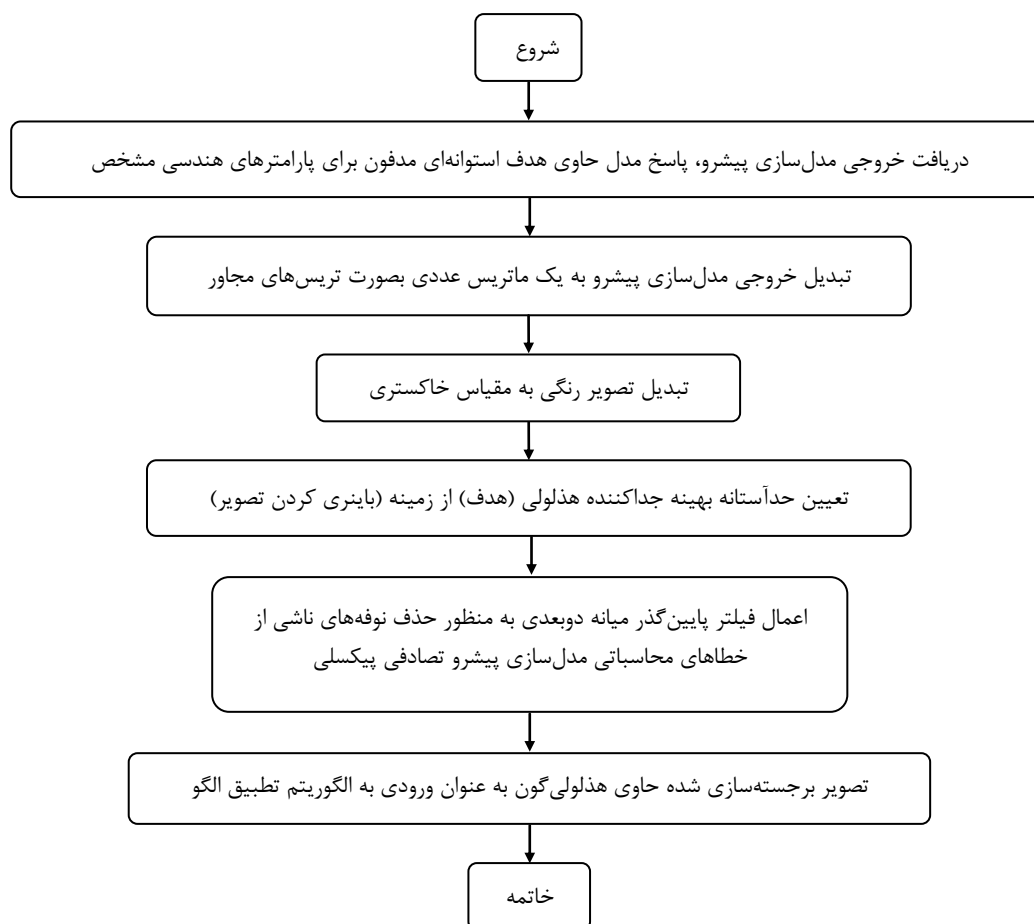 شروع
دریافت خروجی مدل‌سازی پیشرو، پاسخ مدل حاوی هدف استوانه‌ای مدفون برای پارامترهای هندسی مشخص
تبدیل خروجی مدل‌سازی پیشرو به یک ماتریس عددی بصورت تریس‌های مجاور
تبدیل تصویر رنگی به مقیاس خاکستری
تعیین حدآستانه بهینه جداکننده هذلولی (هدف) از زمینه (باینری کردن تصویر)
اعمال فیلتر پایین‌گذر میانه دوبعدی به منظور حذف نوفه‌های ناشی از
خطاهای محاسباتی مدل‌سازی پیشرو تصادفی پیکسلی
تصویر برجسته‌سازی شده حاوی هذلولی‌گون به عنوان ورودی به الگوریتم تطبیق الگو
خاتمه